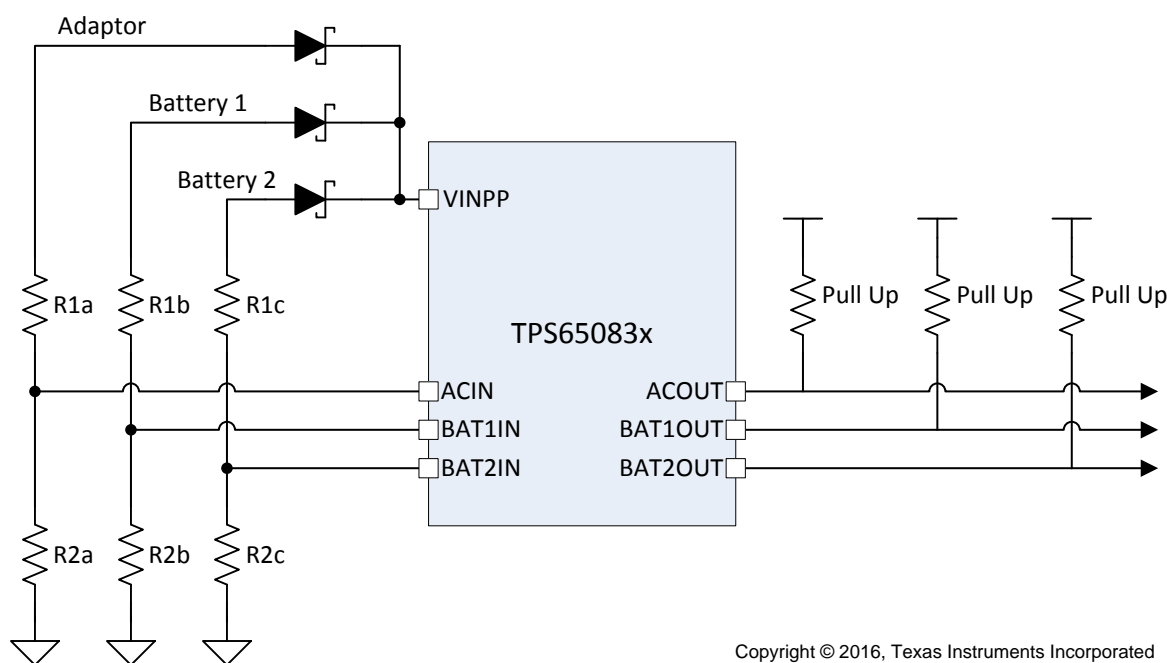 Adaptor
Battery 1
Battery 2
VINPP
R1a
R1b
R1c
Pull Up
Pull Up
Pull Up
TPS65083x
ACIN
ACOUT
BAT1IN
BAT1OUT
BAT2IN
BAT2OUT
R2a
R2b
R2c
Copyright © 2016, Texas Instruments Incorporated